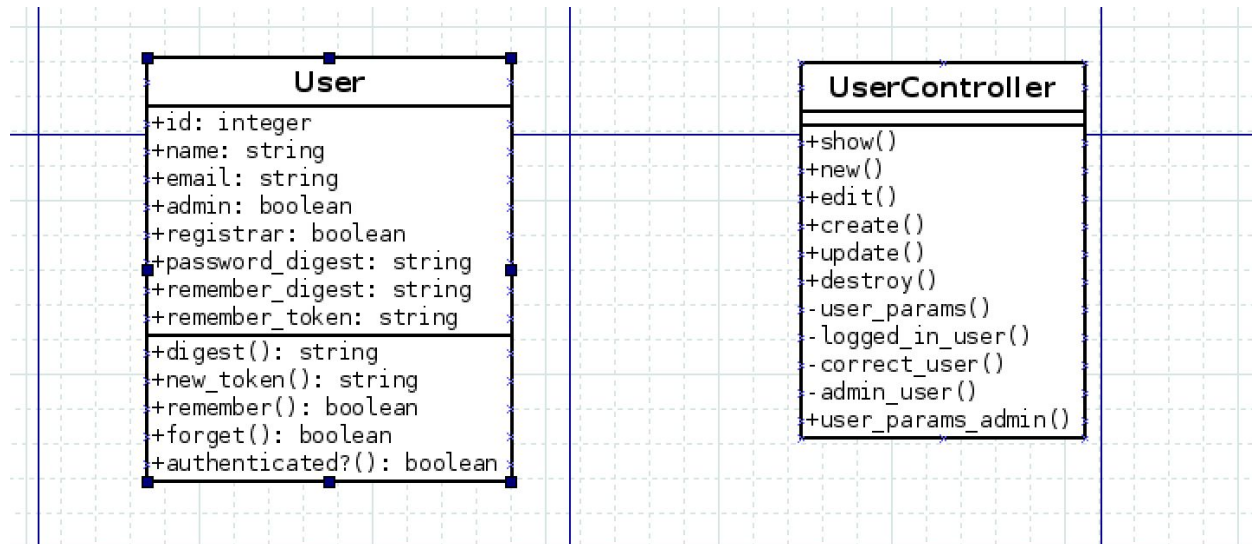 User
+id: integer
+name: string
+email: string
+admin: boolean
+registrar: boolean
+password_digest: string
+remember_digest: string
+remember_token: string
+digest(): string
+new_token(): string
+remember(): boolean
+forget(): boolean
+authenticated?(): boolean
UserController
+show()
+new()
+edit()
+create()
+update()
+destroy()
-user_params()
-logged_in_user()
-correct_user()
-admin_user()
+user_params_admin()